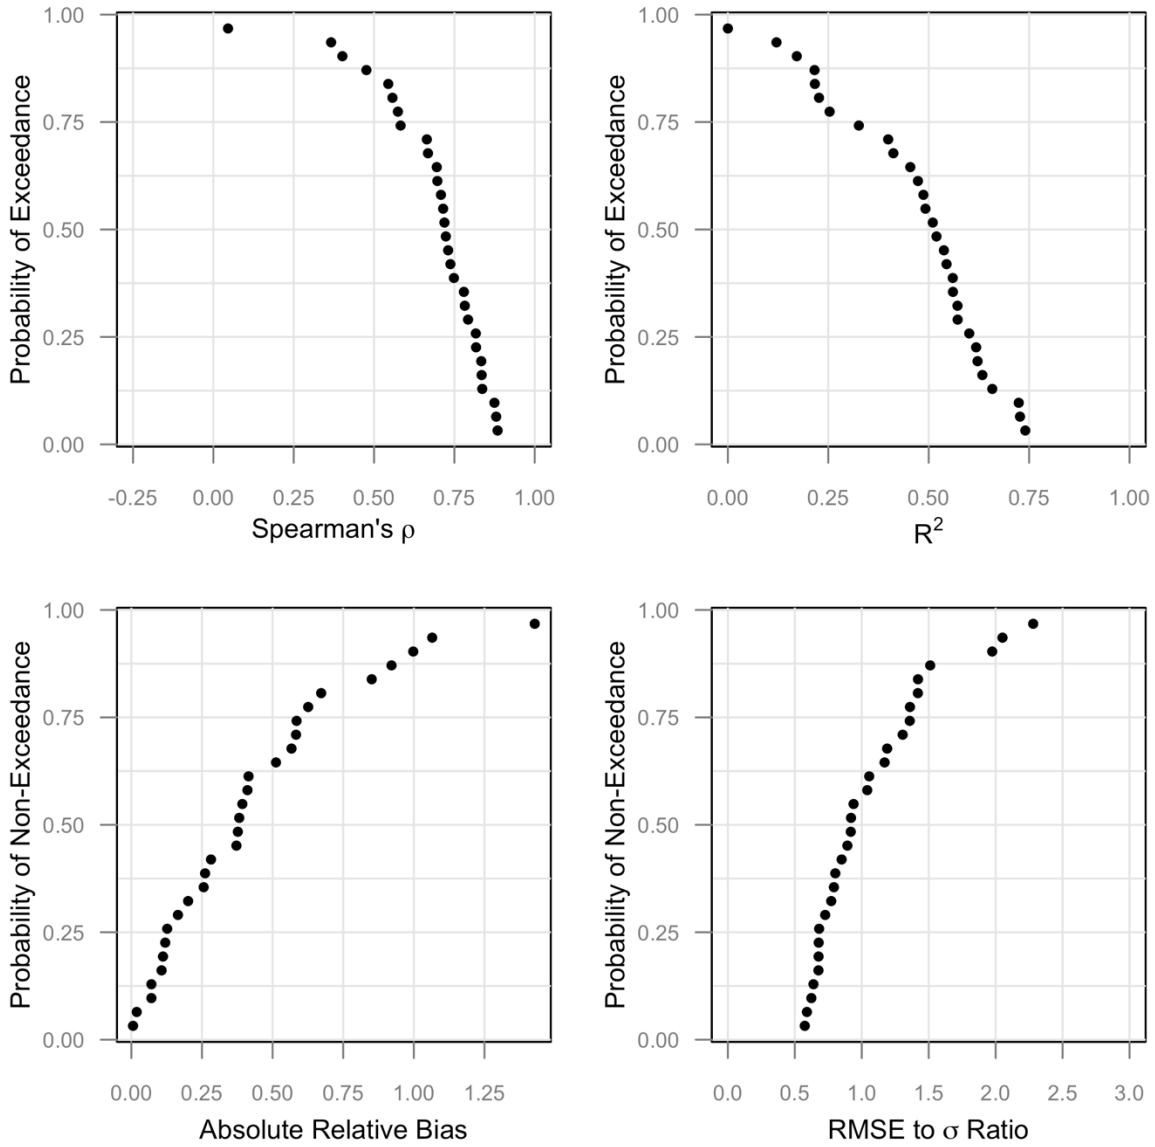 1.00
0.75
0.50
0.25
0.00
Probability of Exceedance
-0.25 0.00 0.25 0.50 0.75 1.00
Spearman's ρ
1.00
0.75
0.50
0.25
0.00
Probability of Exceedance
0.00 0.25 0.50 0.75 1.00
R²
1.00
0.75
0.50
0.25
0.00
Probability of Non-Exceedance
0.00 0.25 0.50 0.75 1.00 1.25
Absolute Relative Bias
1.00
0.75
0.50
0.25
0.00
Probability of Non-Exceedance
0.0 0.5 1.0 1.5 2.0 2.5 3.0
RMSE to σ Ratio